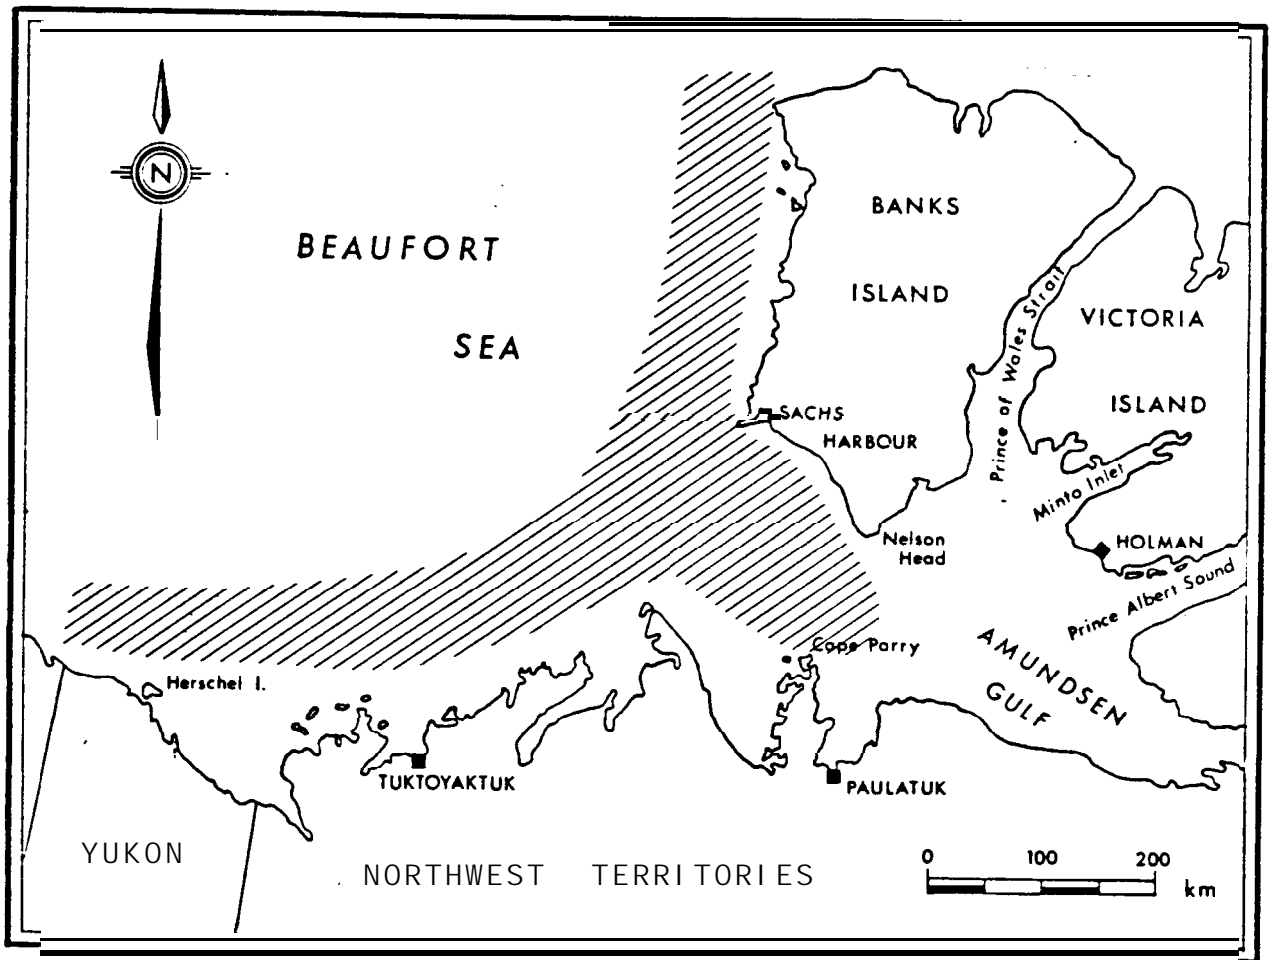 N
BEAUFORT
SEA
BANKS
ISLAND
VICTORIA
ISLAND
Prince of Wales Strait
SACHS
HARBOUR
Minto Inlet
Nelson
Head
HOLMAN
Prince Albert Sound
Cape Parry
AMUNDSEN
GULF
Herschel I.
TUKTOYAKTUK
PAULATUK
YUKON
NORTHWEST TERRITORIES
0 100 200
km